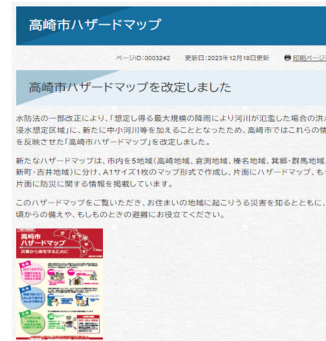 高崎市ハザードマップ
ページID:0003242 更新日:2023年12月18日更新 印刷ページ
高崎市ハザードマップを改定しました
水防法の一部改正により、「想定し得る最大規模の降雨により河川が氾濫した場合の洪
浸水想定区域」に、新たに中小河川等を加えることとなったため、高崎市ではこれらの情
を反映させた「高崎市ハザードマップ」を改定しました。
新たなハザードマップは、市内を5地域(高崎地域、倉渕地域、榛名地域、箕郷・群馬地域、
新町・吉井地域)に分け、A1サイズ1枚のマップ形式で作成し、片面にハザードマップ、も
片面に防災に関する情報を掲載しています。
このハザードマップをご覧いただき、お住まいの地域に起こりうる災害を知るとともに、
頃からの備えや、もしものときの避難にお役立てください。
高崎市
ハザードマップ
災害から身を守るために